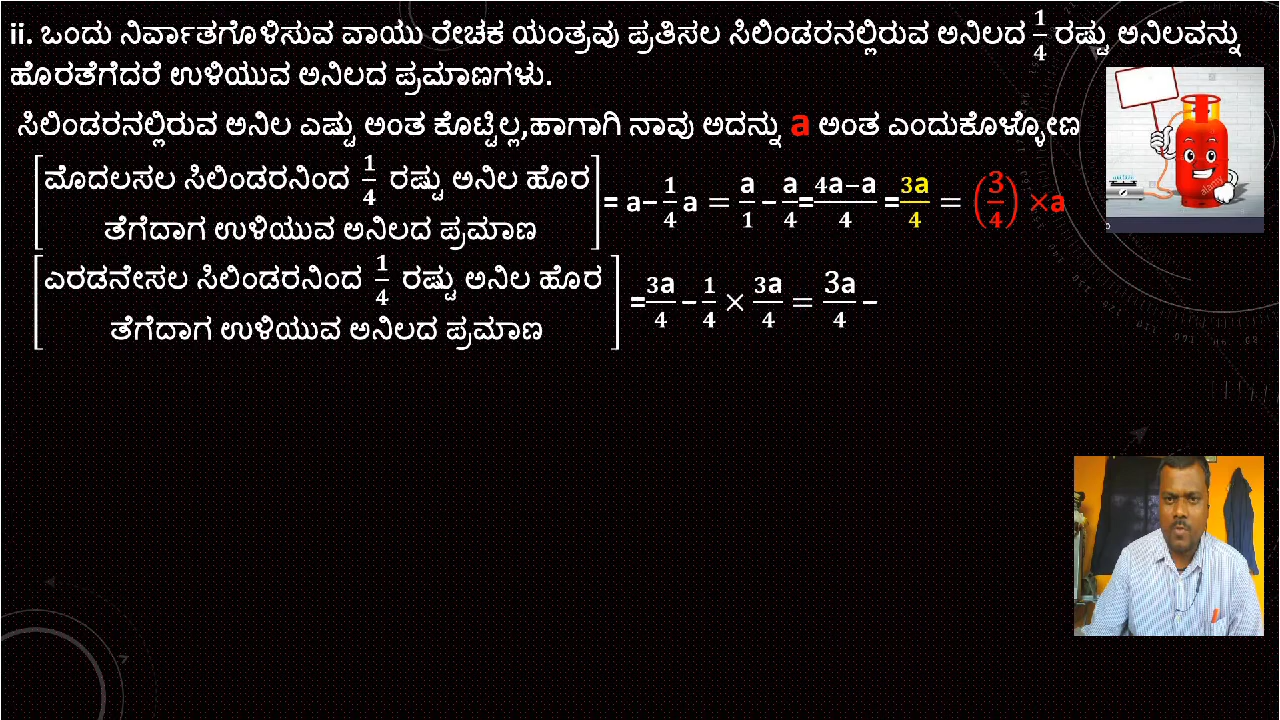 ii. ಒಂದು ನಿರ್ವಾತಗೊಳಿಸುವ ವಾಯು ರೇಚಕ ಯಂತ್ರವು ಪ್ರತಿಸಲ ಸಿಲಿಂಡರನಲ್ಲಿರುವ ಅನಿಲದ 1/4 ರಷ್ಟು ಅನಿಲವನ್ನು
ಹೊರತೆಗೆದರೆ ಉಳಿಯುವ ಅನಿಲದ ಪ್ರಮಾಣಗಳು.
ಸಿಲಿಂಡರನಲ್ಲಿರುವ ಅನಿಲ ಎಷ್ಟು ಅಂತ ಕೊಟ್ಟಿಲ್ಲ,ಹಾಗಾಗಿ ನಾವು ಅದನ್ನು a ಅಂತ ಎಂದುಕೊಳ್ಳೋಣ
[ಮೊದಲಸಲ ಸಿಲಿಂಡರನಿಂದ 1/4 ರಷ್ಟು ಅನಿಲ ಹೊರ
ತೆಗೆದಾಗ ಉಳಿಯುವ ಅನಿಲದ ಪ್ರಮಾಣ] = a− 1/4 a = a/1 − a/4 = 4a−a/4 = 3a/4 = (3/4) ×a
[ಎರಡನೇಸಲ ಸಿಲಿಂಡರನಿಂದ 1/4 ರಷ್ಟು ಅನಿಲ ಹೊರ
ತೆಗೆದಾಗ ಉಳಿಯುವ ಅನಿಲದ ಪ್ರಮಾಣ] = 3a/4 − 1/4 × 3a/4 = 3a/4 −
alamy